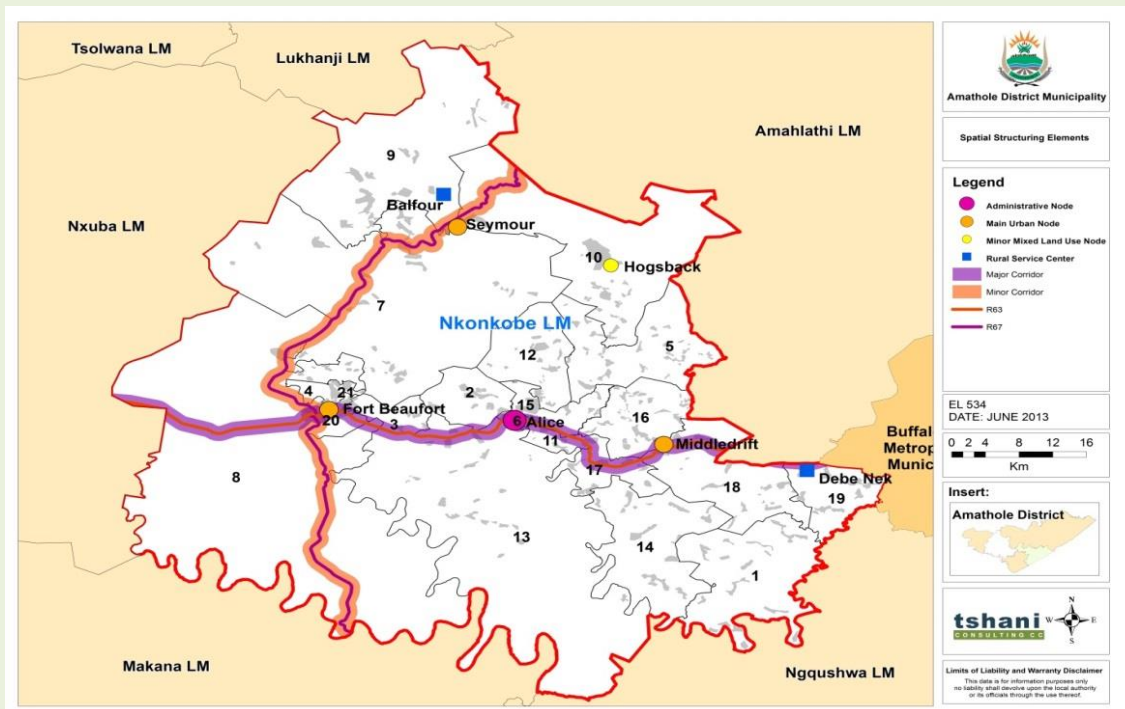 Tsolwana LM
Lukhanji LM
Amahlathi LM
Nxuba LM
9
Balfour
Seymour
10
Hogsback
7
Nkonkobe LM
12
5
4
21
2
15
16
Fort Beaufort
20
3
6
Alice
11
Middledrift
Buffal
Metrop
Munic
17
8
18
Debe Nek
19
13
14
1
Makana LM
Ngqushwa LM
Amathole District Municipality
Spatial Structuring Elements
Legend
Administrative Node
Main Urban Node
Minor Mixed Land Use Node
Rural Service Center
Major Corridor
Minor Corridor
R63
R67
EL 534
DATE: JUNE 2013
0 2 4 8 12 16
Km
Insert:
Amathole District
tshani
CONSULTING CC
N
W E
S
Limits of Liability and Warranty Disclaimer
This data is for information purposes only
no liability shall devolve upon the local authority
or its officials through the use thereof.